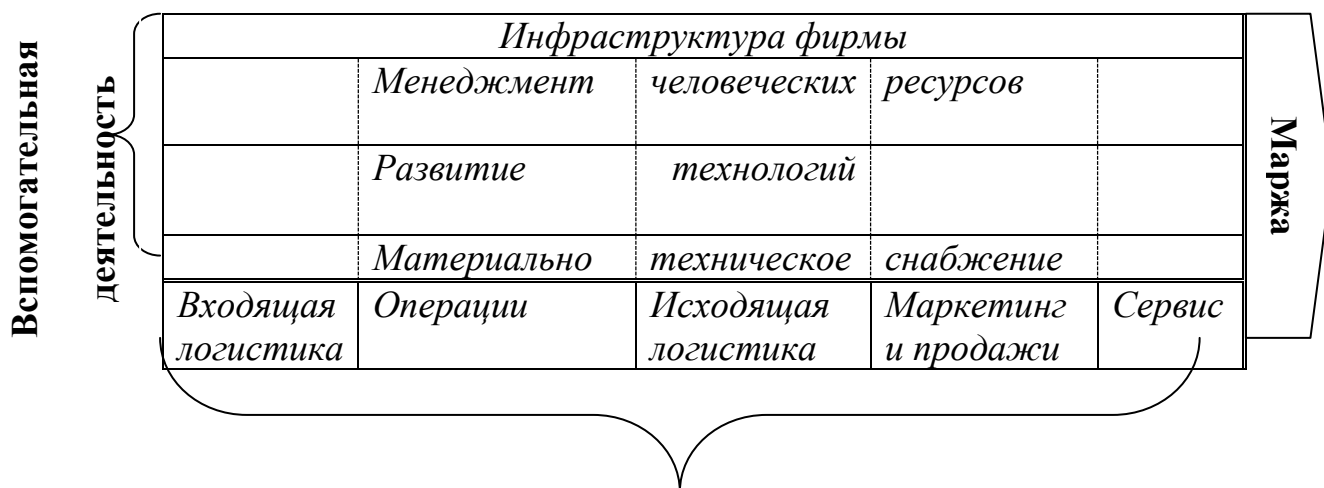 Вспомогательная
деятельность
Инфраструктура фирмы
Менеджмент человеческих ресурсов
Развитие технологий
Материально техническое снабжение
Входящая логистика
Операции
Исходящая логистика
Маркетинг и продажи
Сервис
Маржа